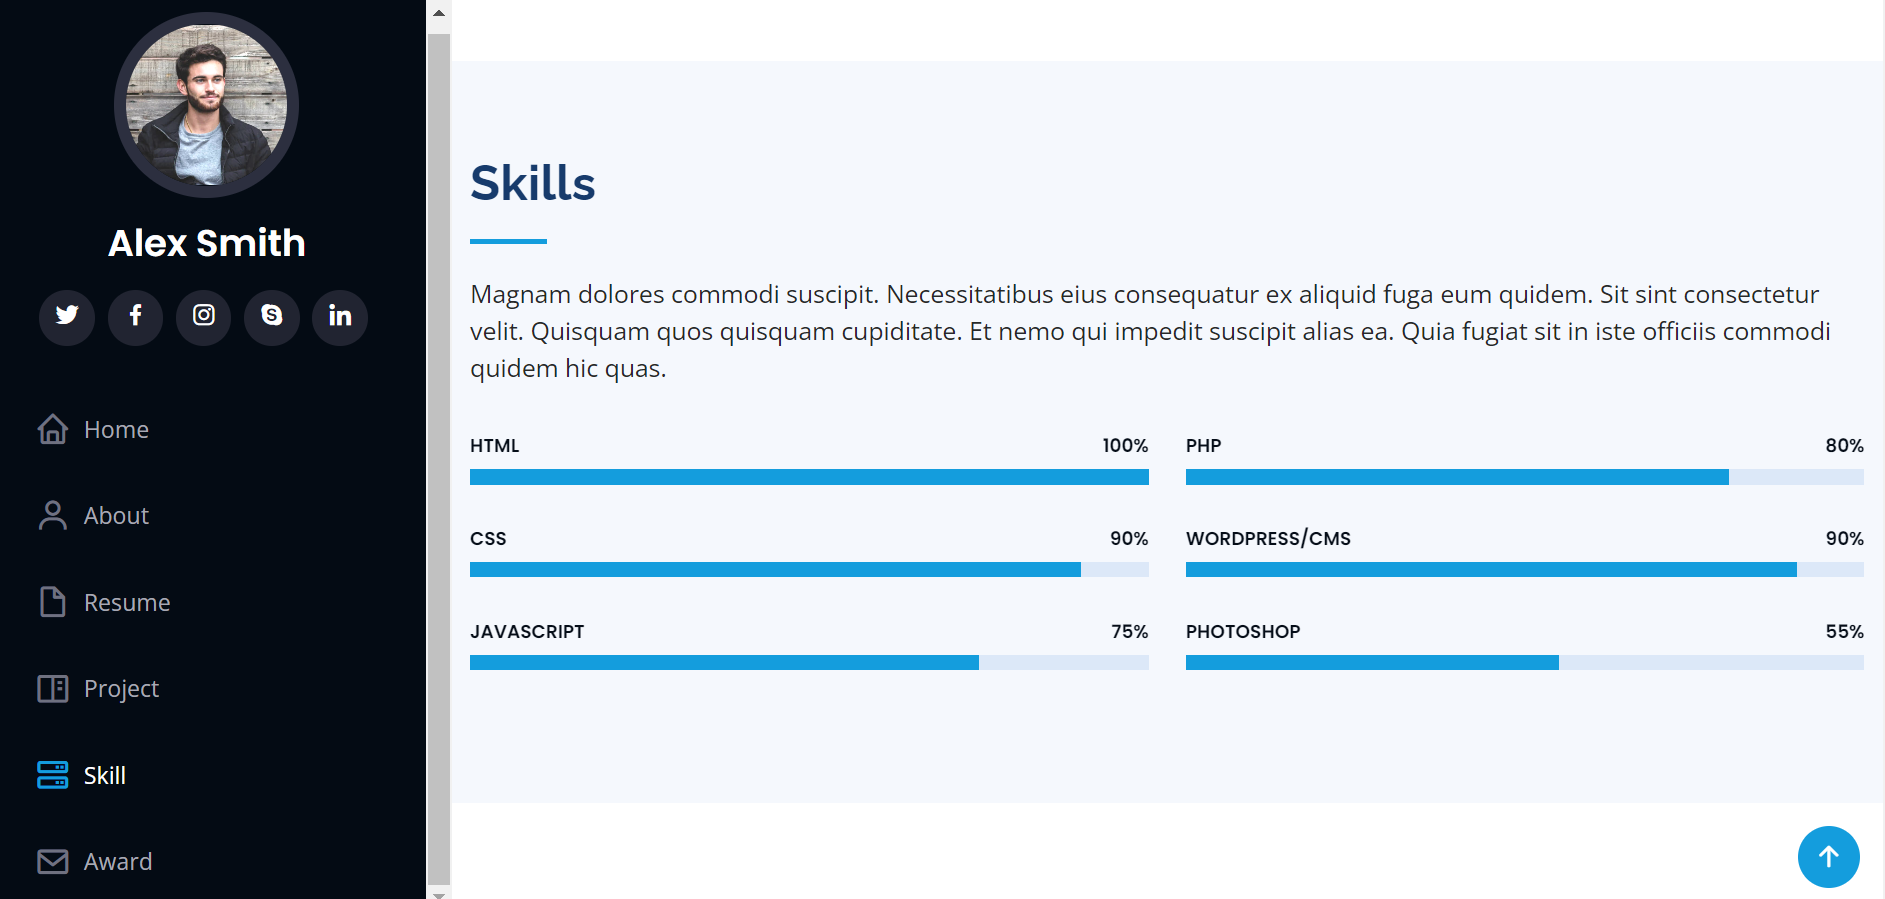 Alex Smith
Home
About
Resume
Project
Skill
Award
Skills
Magnam dolores commodi suscipit. Necessitatibus eius consequatur ex aliquid fuga eum quidem. Sit sint consectetur
velit. Quisquam quos quisquam cupiditate. Et nemo qui impedit suscipit alias ea. Quia fugiat sit in iste officiis commodi
quidem hic quas.
HTML 100%
PHP 80%
CSS 90%
WORDPRESS/CMS 90%
JAVASCRIPT 75%
PHOTOSHOP 55%